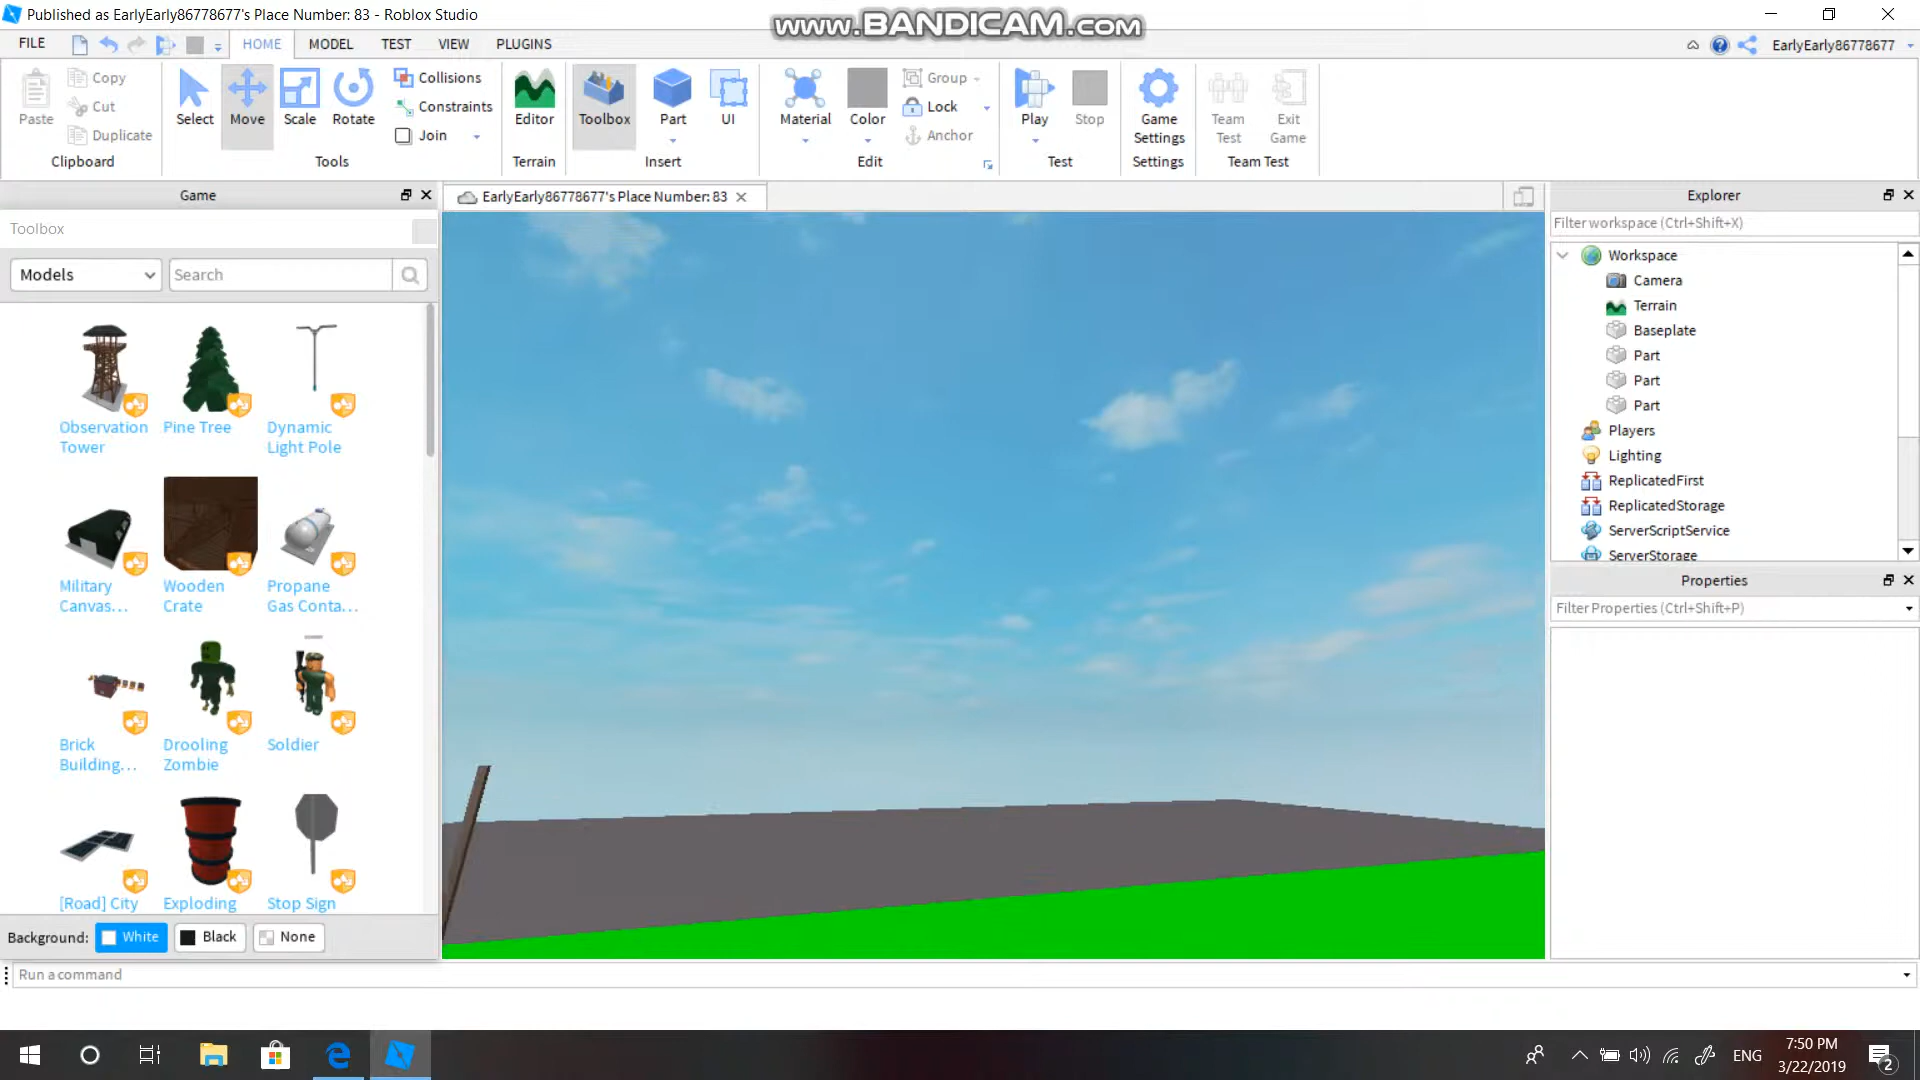 Published as EarlyEarly86778677's Place Number: 83 - Roblox Studio
www.BANDICAM.com
FILE
HOME
MODEL
TEST
VIEW
PLUGINS
EarlyEarly86778677
Paste
Copy
Cut
Duplicate
Clipboard
Select
Move
Scale
Rotate
Collisions
Constraints
Join
Tools
Editor
Terrain
Toolbox
Part
UI
Insert
Material
Color
Group
Lock
Anchor
Edit
Play
Stop
Test
Game
Settings
Settings
Team
Test
Exit
Game
Team Test
Game
Toolbox
Models
Search
Observation
Tower
Pine Tree
Dynamic
Light Pole
Military
Canvas...
Wooden
Crate
Propane
Gas Conta...
Brick
Building...
Drooling
Zombie
Soldier
[Road] City
Exploding
Stop Sign
Background:
White
Black
None
EarlyEarly86778677's Place Number: 83
Explorer
Filter workspace (Ctrl+Shift+X)
Workspace
Camera
Terrain
Baseplate
Part
Part
Part
Players
Lighting
ReplicatedFirst
ReplicatedStorage
ServerScriptService
ServerStorage
Properties
Filter Properties (Ctrl+Shift+P)
Run a command
ENG
7:50 PM
3/22/2019
2